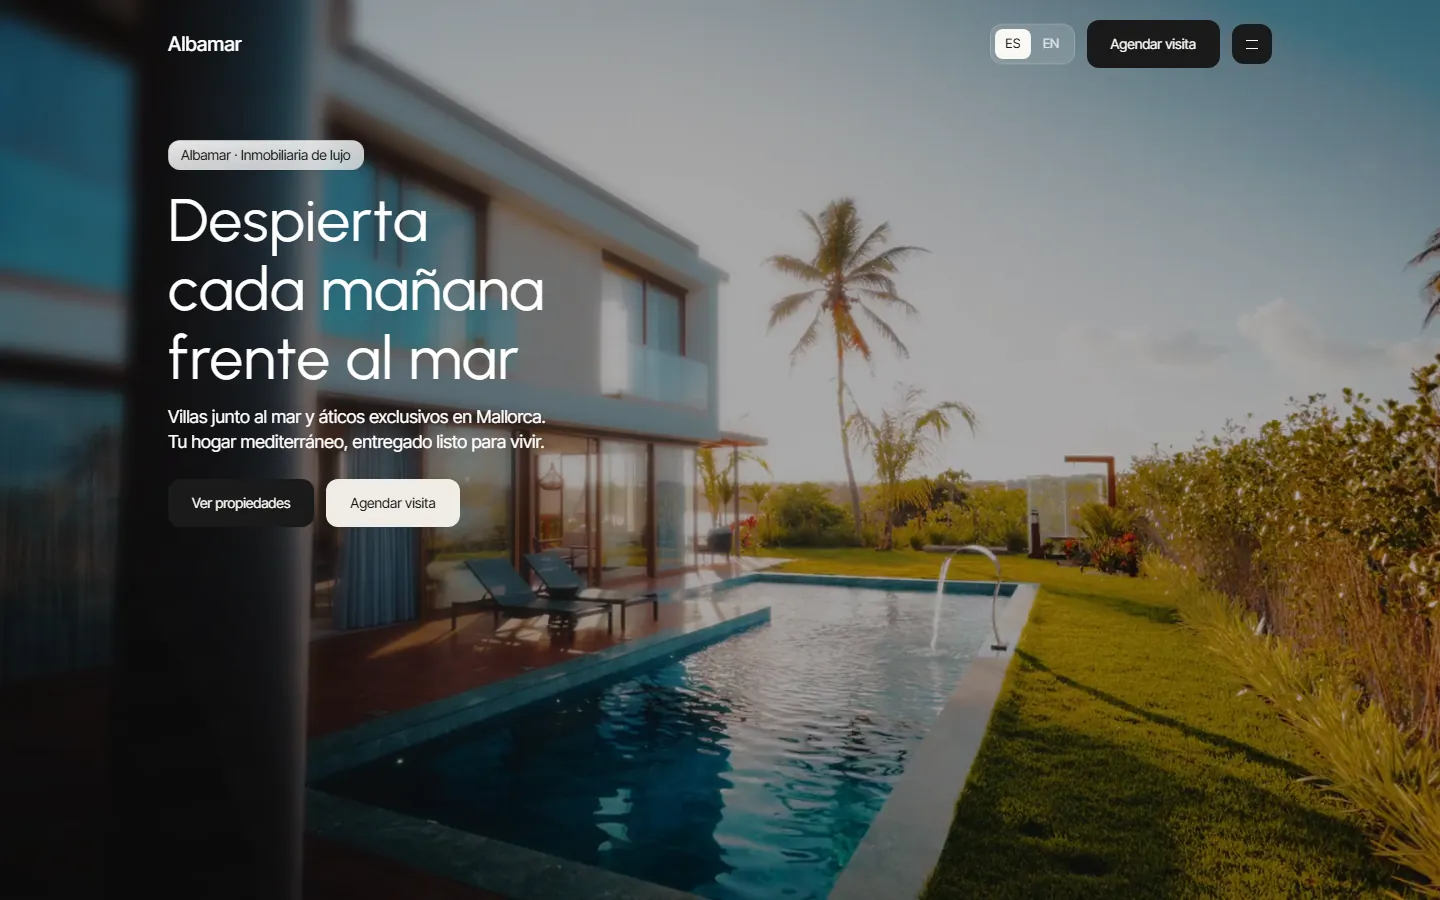 Albamar
ES EN
Agendar visita
Albamar · Inmobiliaria de lujo
Despierta
cada mañana
frente al mar
Villas junto al mar y áticos exclusivos en Mallorca.
Tu hogar mediterráneo, entregado listo para vivir.
Ver propiedades
Agendar visita